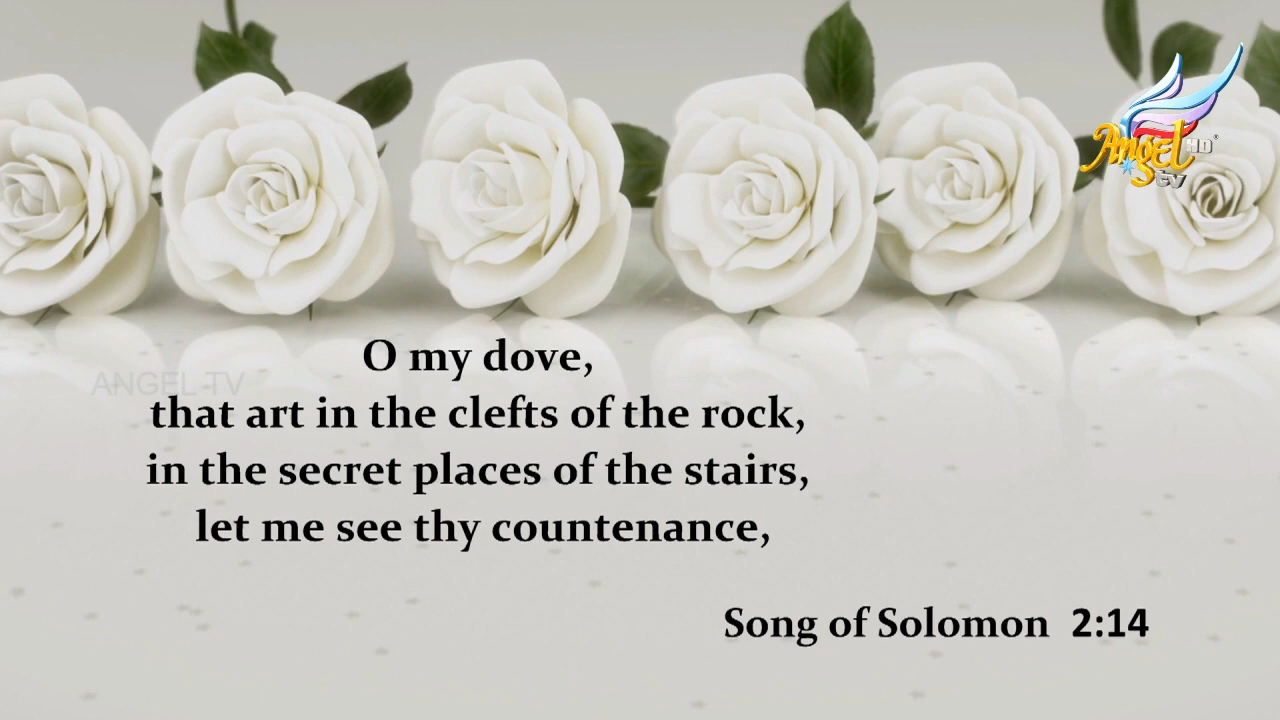 Angel HD
TV
ANGEL TV
O my dove,
that art in the clefts of the rock,
in the secret places of the stairs,
let me see thy countenance,
Song of Solomon 2:14